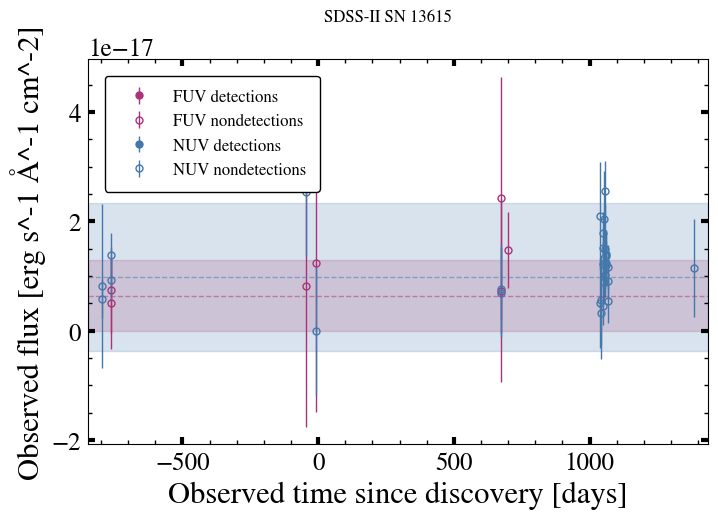 SDSS-II SN 13615
1e−17
Observed flux [erg s^-1 Å^-1 cm^-2]
4
2
0
−2
FUV detections
FUV nondetections
NUV detections
NUV nondetections
−500
0
500
1000
Observed time since discovery [days]